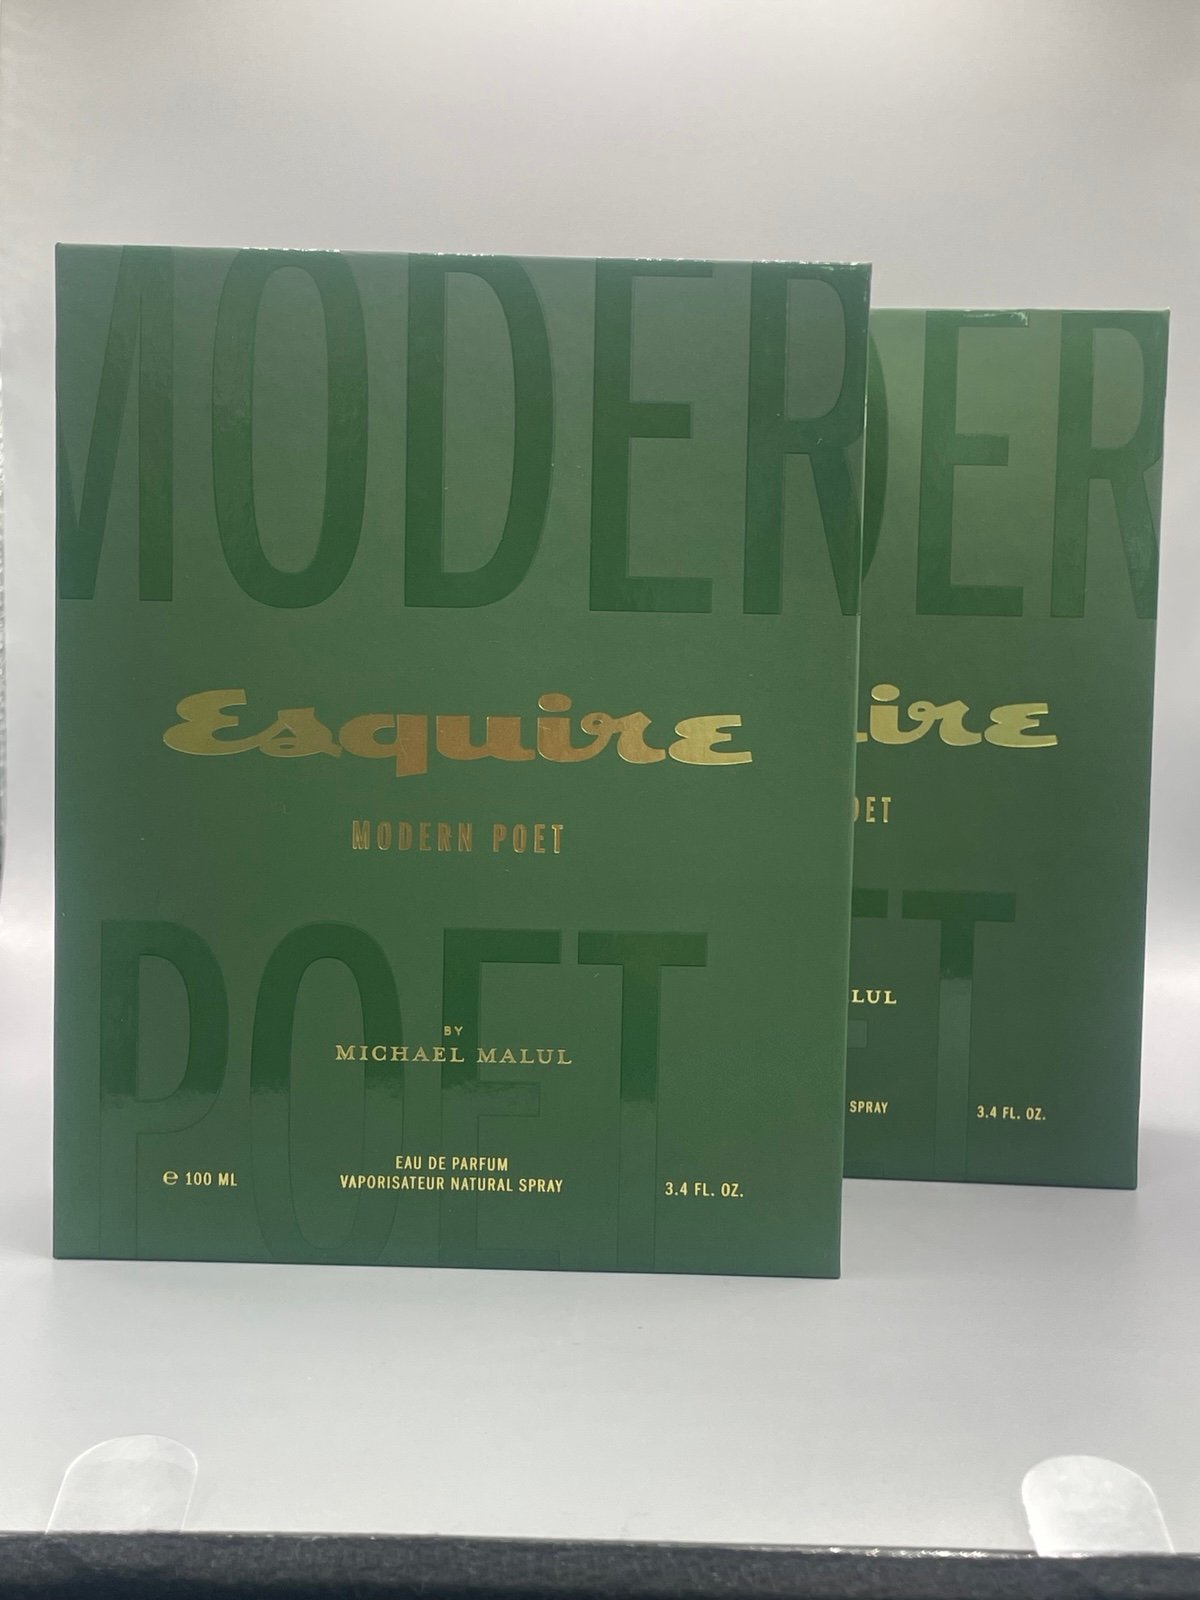 MODER
Esquire
MODERN POET
POET
BY
MICHAEL MALUL
EAU DE PARFUM
VAPORISATEUR NATURAL SPRAY
℮ 100 ML
3.4 FL. OZ.
DER
ire
OET
T
LUL
SPRAY
3.4 FL. OZ.